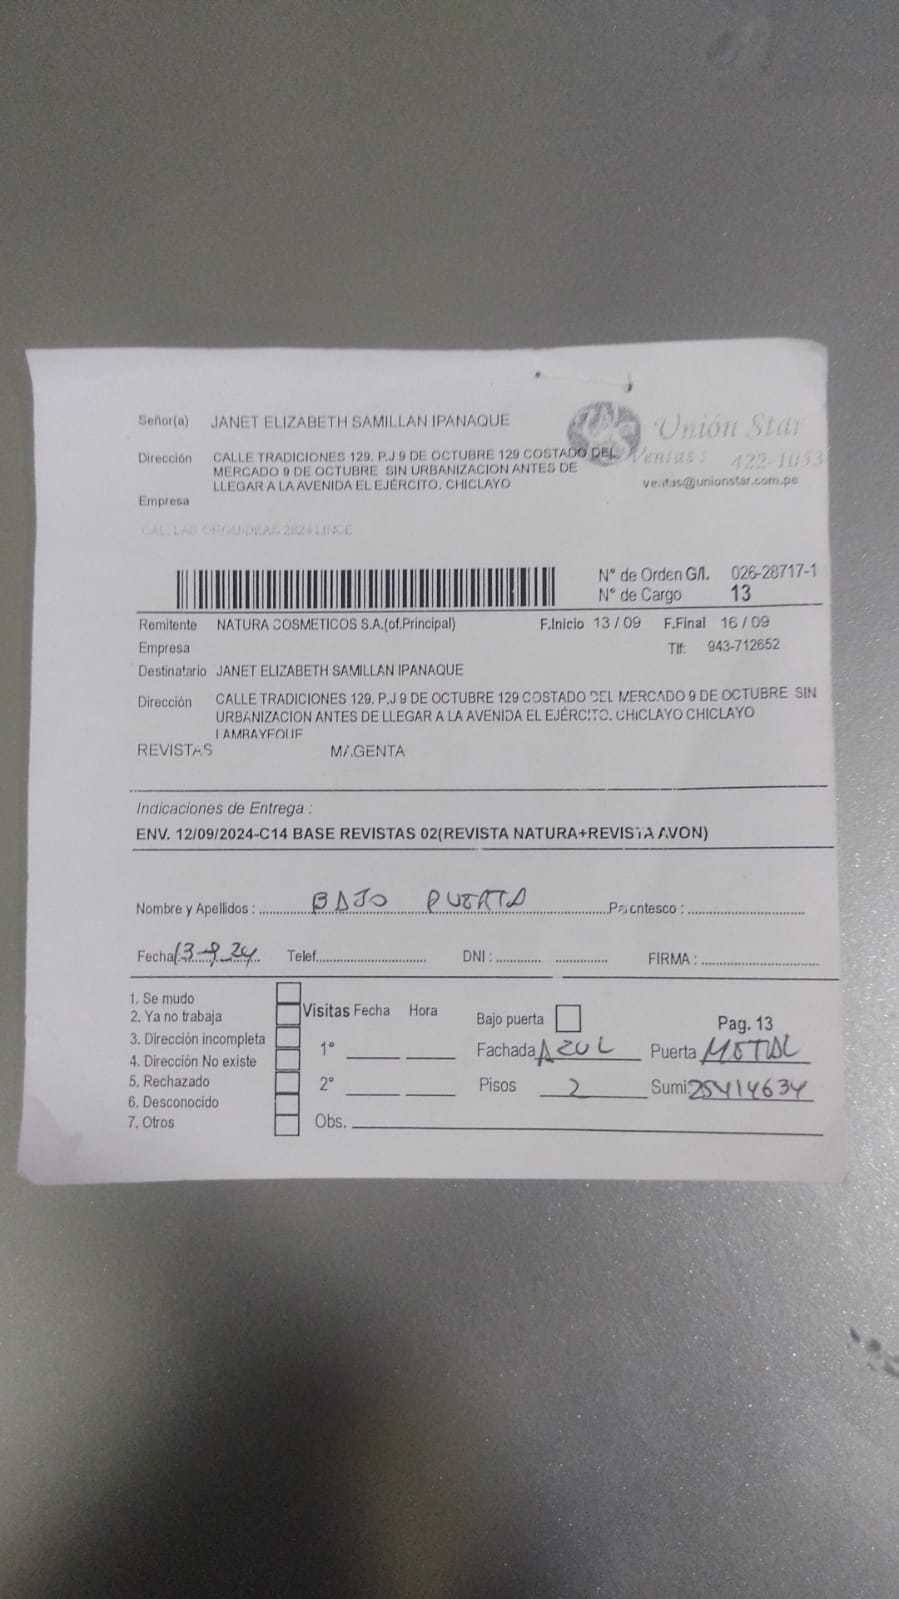 Señor(a) JANET ELIZABETH SAMILLAN IPANAQUE
Unión Star
Dirección CALLE TRADICIONES 129. P.J 9 DE OCTUBRE 129 COSTADO DEL
MERCADO 9 DE OCTUBRE SIN URBANIZACION ANTES DE
LLEGAR A LA AVENIDA EL EJÉRCITO. CHICLAYO
Ventas : 422-1053
ventas@unionstar.com.pe
Empresa
N° de Orden G/I. 026-28717-1
N° de Cargo 13
Remitente NATURA COSMETICOS S.A.(of.Principal) F.Inicio 13 / 09 F.Final 16 / 09
Empresa Tlf: 943-712652
Destinatario JANET ELIZABETH SAMILLAN IPANAQUE
Dirección CALLE TRADICIONES 129. P.J 9 DE OCTUBRE 129 COSTADO DEL MERCADO 9 DE OCTUBRE SIN
URBANIZACION ANTES DE LLEGAR A LA AVENIDA EL EJÉRCITO. CHICLAYO CHICLAYO
LAMBAYEQUE
REVISTAS MAGENTA
Indicaciones de Entrega :
ENV. 12/09/2024-C14 BASE REVISTAS 02(REVISTA NATURA+REVISTA AVON)
Nombre y Apellidos : BAJO PUERTA Parentesco :
Fecha 13-9-24 Telef. DNI : FIRMA :
1. Se mudo
2. Ya no trabaja
3. Dirección incompleta
4. Dirección No existe
5. Rechazado
6. Desconocido
7. Otros
Visitas Fecha Hora
1°
2°
Obs.
Bajo puerta
Pag. 13
Fachada AZUL Puerta METAL
Pisos 2 Sumi. 25414634